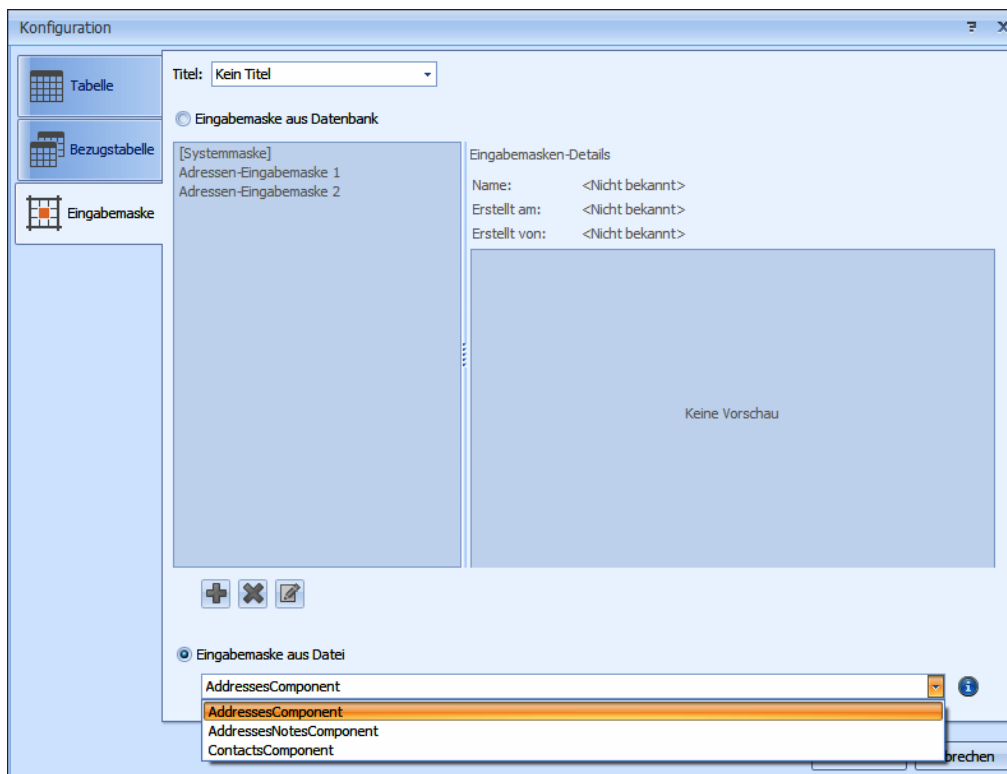 Konfiguration
Tabelle
Bezugstabelle
Eingabemaske
Titel: Kein Titel
Eingabemaske aus Datenbank
[Systemmaske]
Adressen-Eingabemaske 1
Adressen-Eingabemaske 2
Eingabemasken-Details
Name: <Nicht bekannt>
Erstellt am: <Nicht bekannt>
Erstellt von: <Nicht bekannt>
Keine Vorschau
Eingabemaske aus Datei
AddressesComponent
AddressesComponent
AddressesNotesComponent
ContactsComponent
brechen